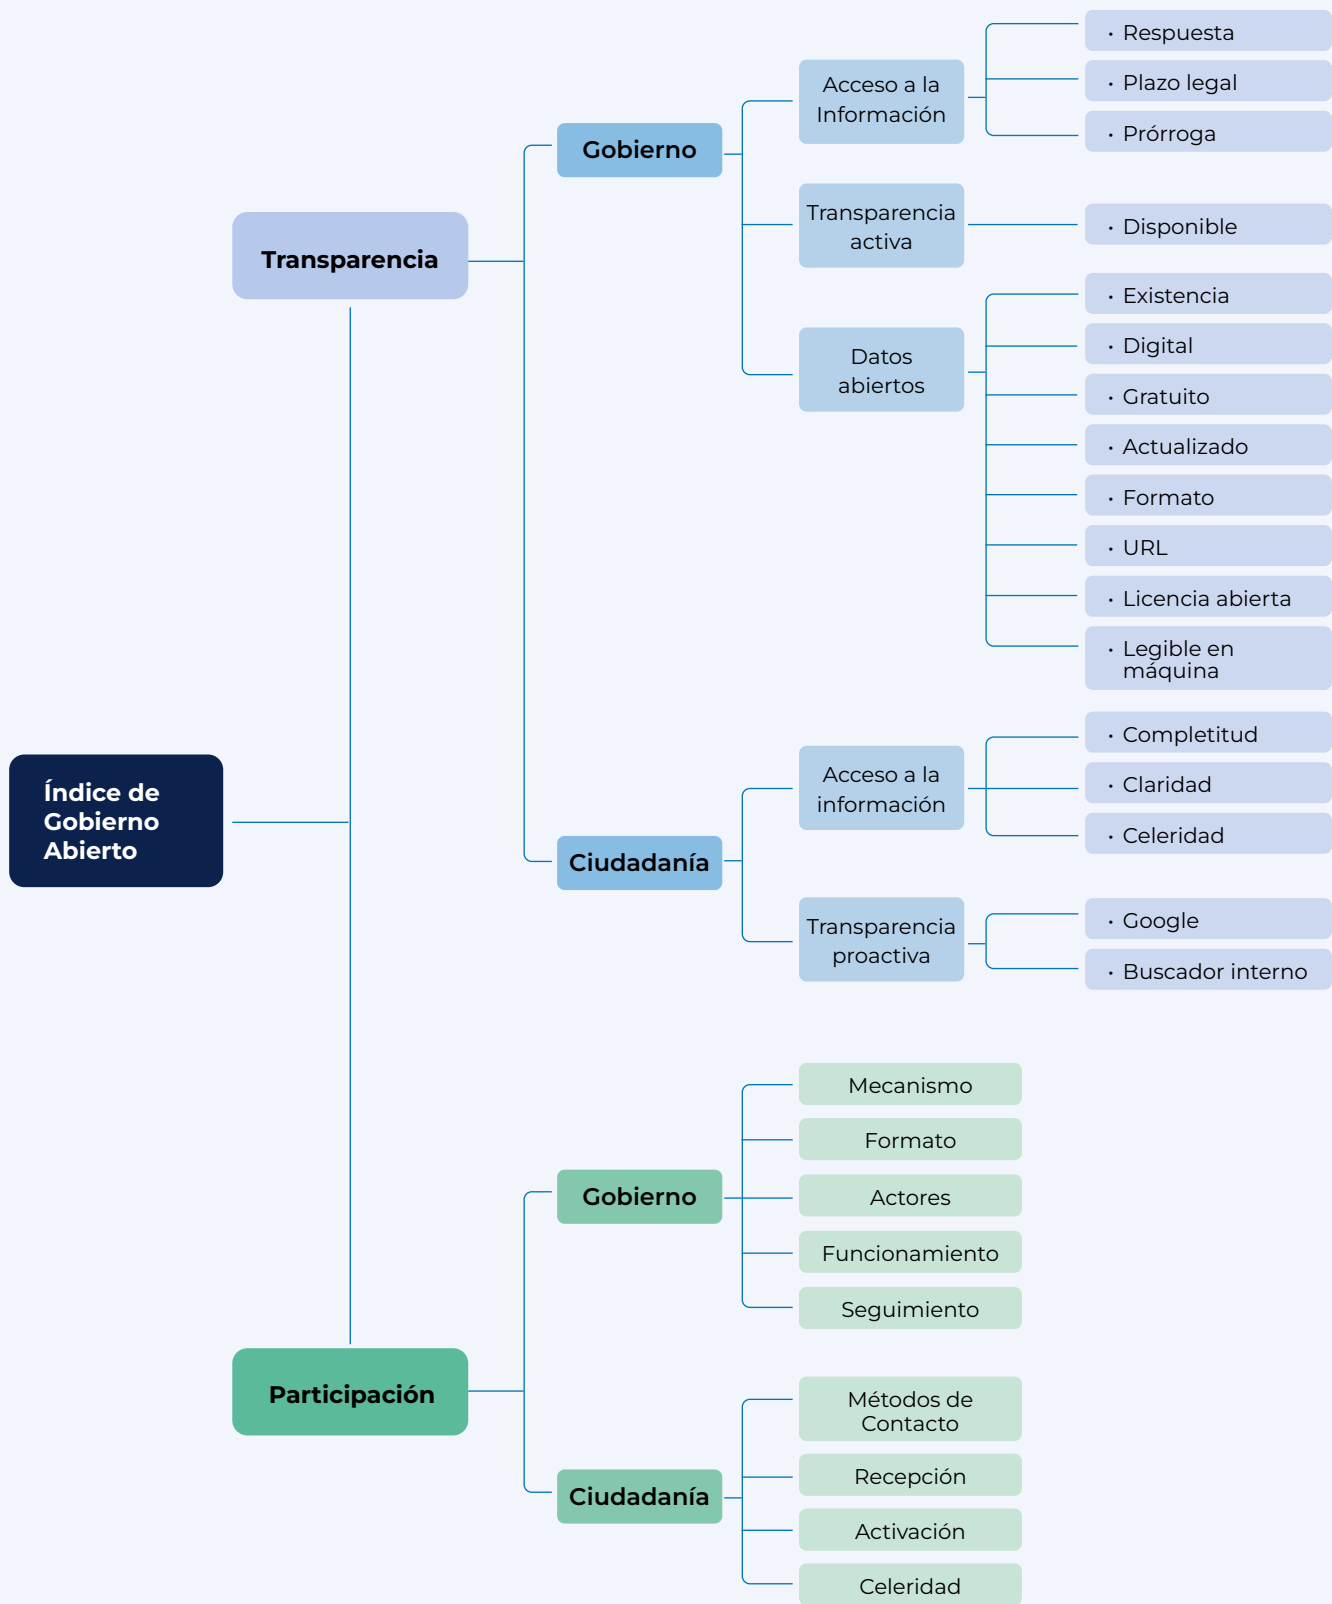 Índice de
Gobierno
Abierto
Transparencia
Gobierno
Acceso a la
Información
· Respuesta
· Plazo legal
· Prórroga
Transparencia
activa
· Disponible
Datos
abiertos
· Existencia
· Digital
· Gratuito
· Actualizado
· Formato
· URL
· Licencia abierta
· Legible en
máquina
Ciudadanía
Acceso a la
información
· Completitud
· Claridad
· Celeridad
Transparencia
proactiva
· Google
· Buscador interno
Participación
Gobierno
Mecanismo
Formato
Actores
Funcionamiento
Seguimiento
Ciudadanía
Métodos de
Contacto
Recepción
Activación
Celeridad